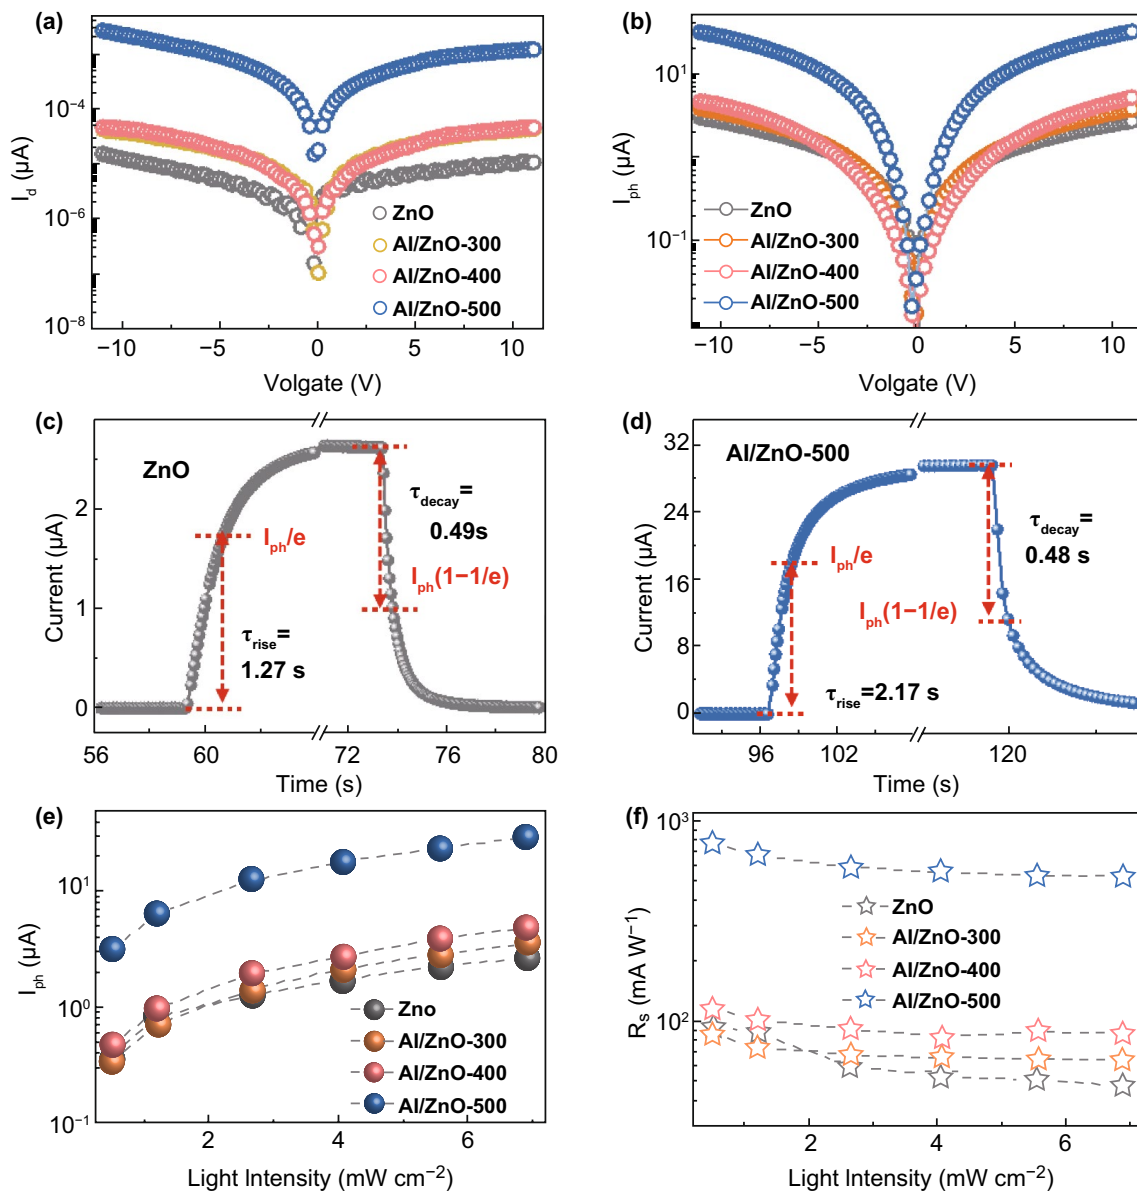 (a)
I_d (μA)
10⁻⁴
10⁻⁶
10⁻⁸
ZnO
Al/ZnO-300
Al/ZnO-400
Al/ZnO-500
−10
−5
0
5
10
Volgate (V)
(b)
I_ph (μA)
10¹
10⁻¹
ZnO
Al/ZnO-300
Al/ZnO-400
Al/ZnO-500
−10
−5
0
5
10
Volgate (V)
(c)
ZnO
Current (μA)
2
1
0
I_ph/e
τ_decay=
0.49s
I_ph(1−1/e)
τ_rise=
1.27 s
56
60
72
76
80
Time (s)
(d)
Al/ZnO-500
Current (μA)
32
24
16
8
0
I_ph/e
τ_decay=
0.48 s
I_ph(1−1/e)
τ_rise=2.17 s
96
102
120
Time (s)
(e)
I_ph (μA)
10¹
10⁰
10⁻¹
Zno
Al/ZnO-300
Al/ZnO-400
Al/ZnO-500
2
4
6
Light Intensity (mW cm⁻²)
(f)
R_s (mA W⁻¹)
10³
10²
ZnO
Al/ZnO-300
Al/ZnO-400
Al/ZnO-500
2
4
6
Light Intensity (mW cm⁻²)